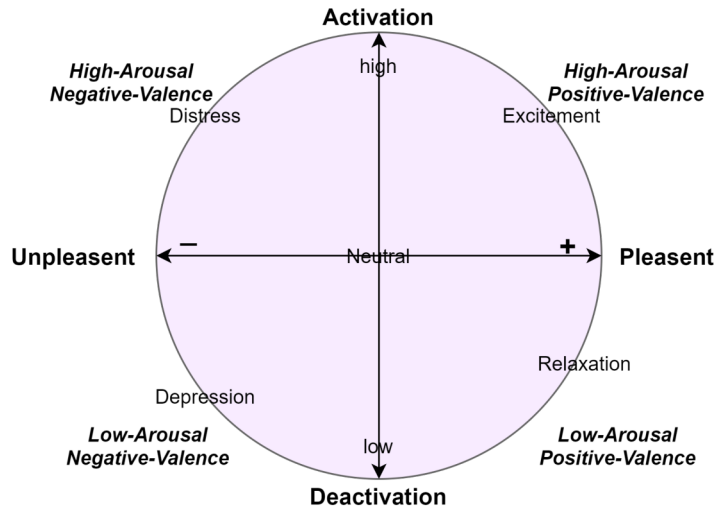 Activation
high
High-Arousal
Negative-Valence
High-Arousal
Positive-Valence
Distress
Excitement
Unpleasent
–
Neutral
+
Pleasent
Relaxation
Depression
Low-Arousal
Negative-Valence
low
Low-Arousal
Positive-Valence
Deactivation